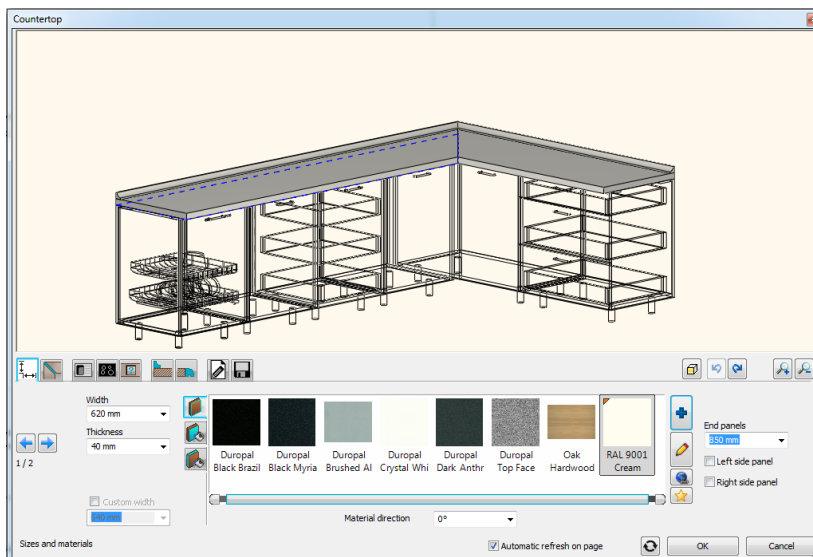 Countertop
Width
620 mm
Thickness
40 mm
1 / 2
Custom width
640 mm
Duropal
Black Brazil
Duropal
Black Myria
Duropal
Brushed Al
Duropal
Crystal Whi
Duropal
Dark Anthr
Duropal
Top Face
Oak
Hardwood
RAL 9001
Cream
Material direction
0°
End panels
850 mm
Left side panel
Right side panel
Sizes and materials
Automatic refresh on page
OK
Cancel